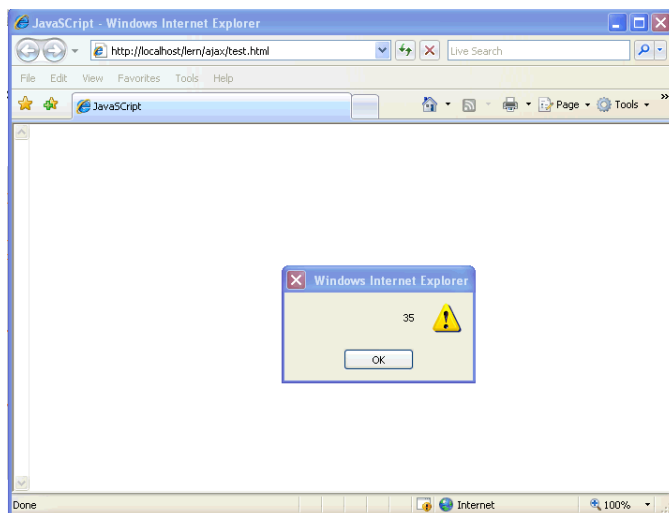 JavaSCript - Windows Internet Explorer
http://localhost/lern/ajax/test.html
Live Search
File Edit View Favorites Tools Help
JavaSCript
Page
Tools
»
Windows Internet Explorer
35
OK
Done
Internet
100%